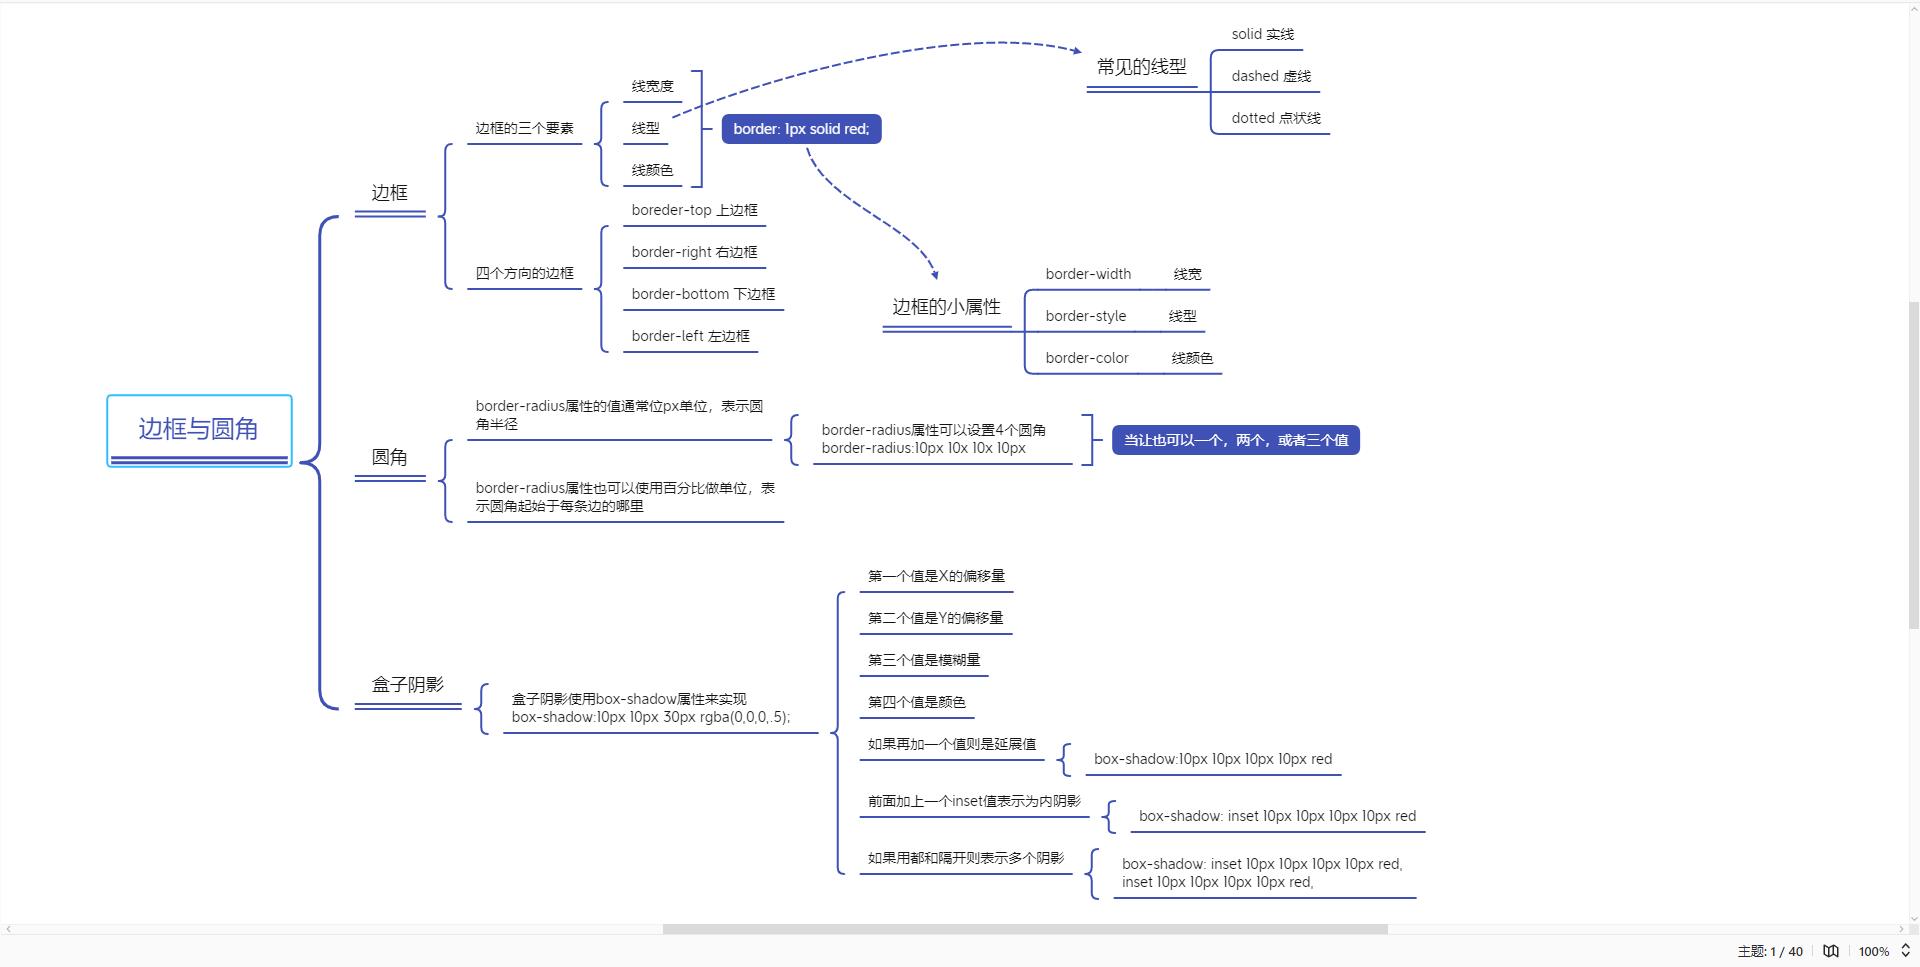 边框与圆角
边框
边框的三个要素
线宽度
线型
线颜色
border: 1px solid red;
常见的线型
solid 实线
dashed 虚线
dotted 点状线
四个方向的边框
boreder-top 上边框
border-right 右边框
border-bottom 下边框
border-left 左边框
边框的小属性
border-width 线宽
border-style 线型
border-color 线颜色
圆角
border-radius属性的值通常位px单位，表示圆
角半径
border-radius属性可以设置4个圆角
border-radius:10px 10x 10x 10px
当让也可以一个，两个，或者三个值
border-radius属性也可以使用百分比做单位，表
示圆角起始于每条边的哪里
盒子阴影
盒子阴影使用box-shadow属性来实现
box-shadow:10px 10px 30px rgba(0,0,0,.5);
第一个值是X的偏移量
第二个值是Y的偏移量
第三个值是模糊量
第四个值是颜色
如果再加一个值则是延展值
box-shadow:10px 10px 10px 10px red
前面加上一个inset值表示为内阴影
box-shadow: inset 10px 10px 10px 10px red
如果用都和隔开则表示多个阴影
box-shadow: inset 10px 10px 10px 10px red,
inset 10px 10px 10px 10px red,
主题: 1 / 40
100%